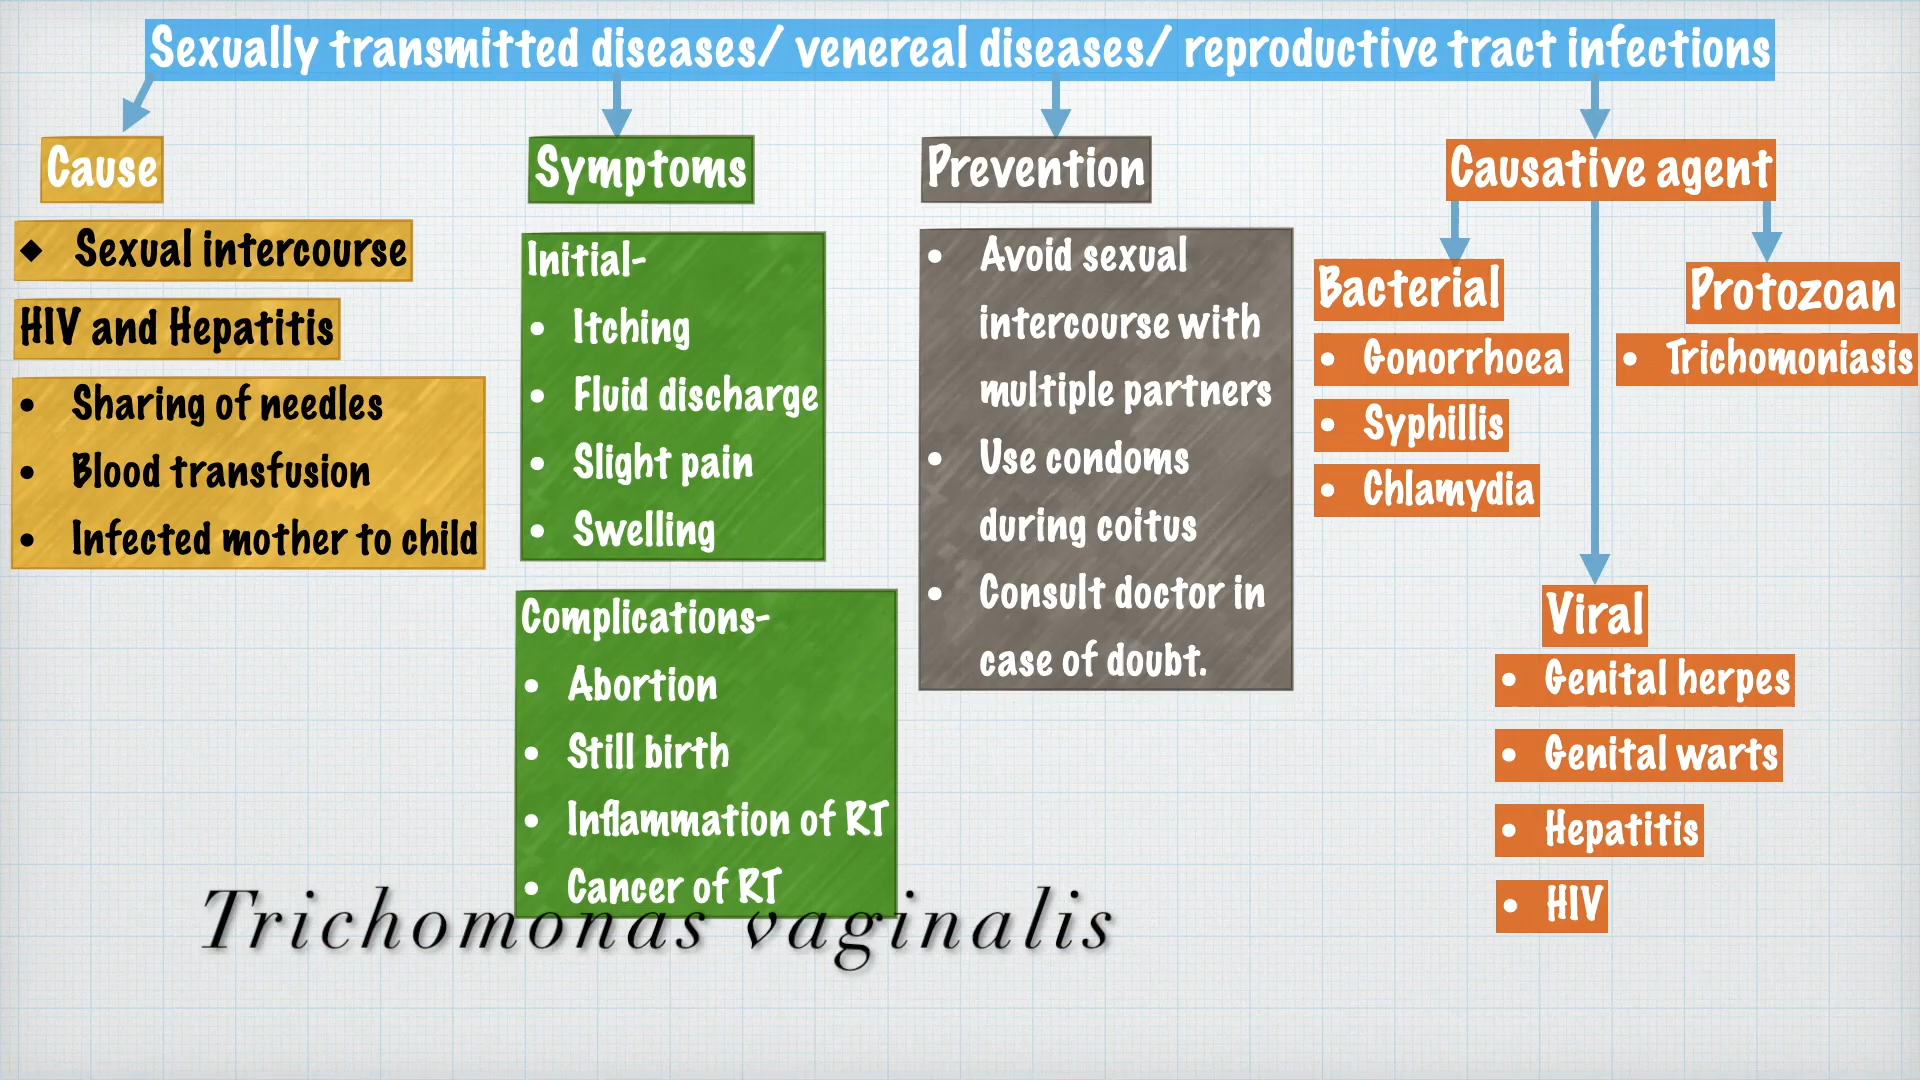 Sexually transmitted diseases/ venereal diseases/ reproductive tract infections
Cause
◆ Sexual intercourse
HIV and Hepatitis
• Sharing of needles
• Blood transfusion
• Infected mother to child
Symptoms
Initial-
• Itching
• Fluid discharge
• Slight pain
• Swelling
Complications-
• Abortion
• Still birth
• Inflammation of RT
• Cancer of RT
Prevention
• Avoid sexual
intercourse with
multiple partners
• Use condoms
during coitus
• Consult doctor in
case of doubt.
Causative agent
Bacterial
• Gonorrhoea
• Syphillis
• Chlamydia
Protozoan
• Trichomoniasis
Viral
• Genital herpes
• Genital warts
• Hepatitis
• HIV
Trichomonas vaginalis